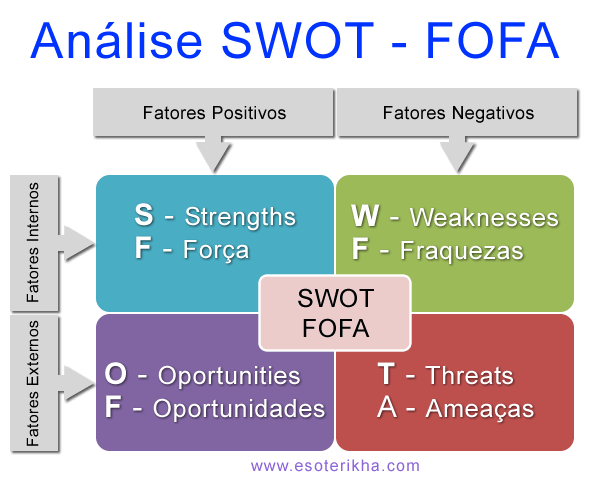 Análise SWOT - FOFA
Fatores Positivos
Fatores Negativos
Fatores Internos
S - Strengths
F - Força
W - Weaknesses
F - Fraquezas
SWOT
FOFA
Fatores Externos
O - Oportunities
F - Oportunidades
T - Threats
A - Ameaças
www.esoterikha.com